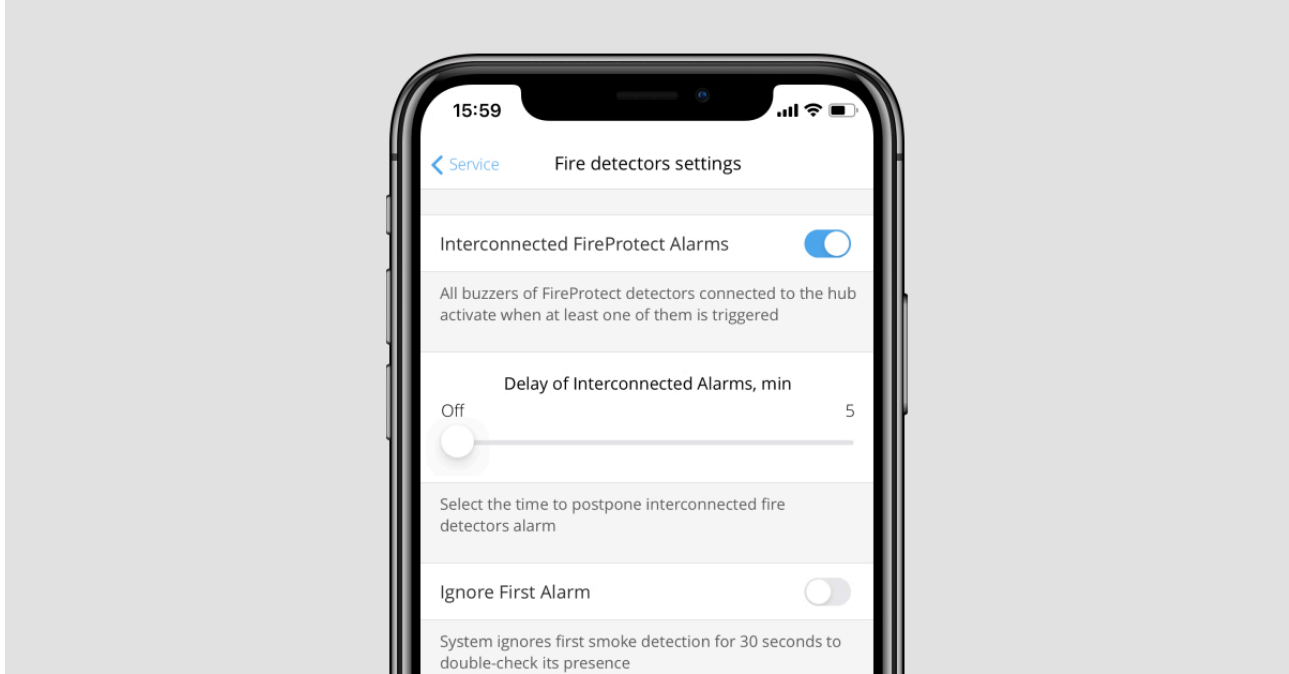 15:59
Service
Fire detectors settings
Interconnected FireProtect Alarms
All buzzers of FireProtect detectors connected to the hub
activate when at least one of them is triggered
Delay of Interconnected Alarms, min
Off 5
Select the time to postpone interconnected fire
detectors alarm
Ignore First Alarm
System ignores first smoke detection for 30 seconds to
double-check its presence